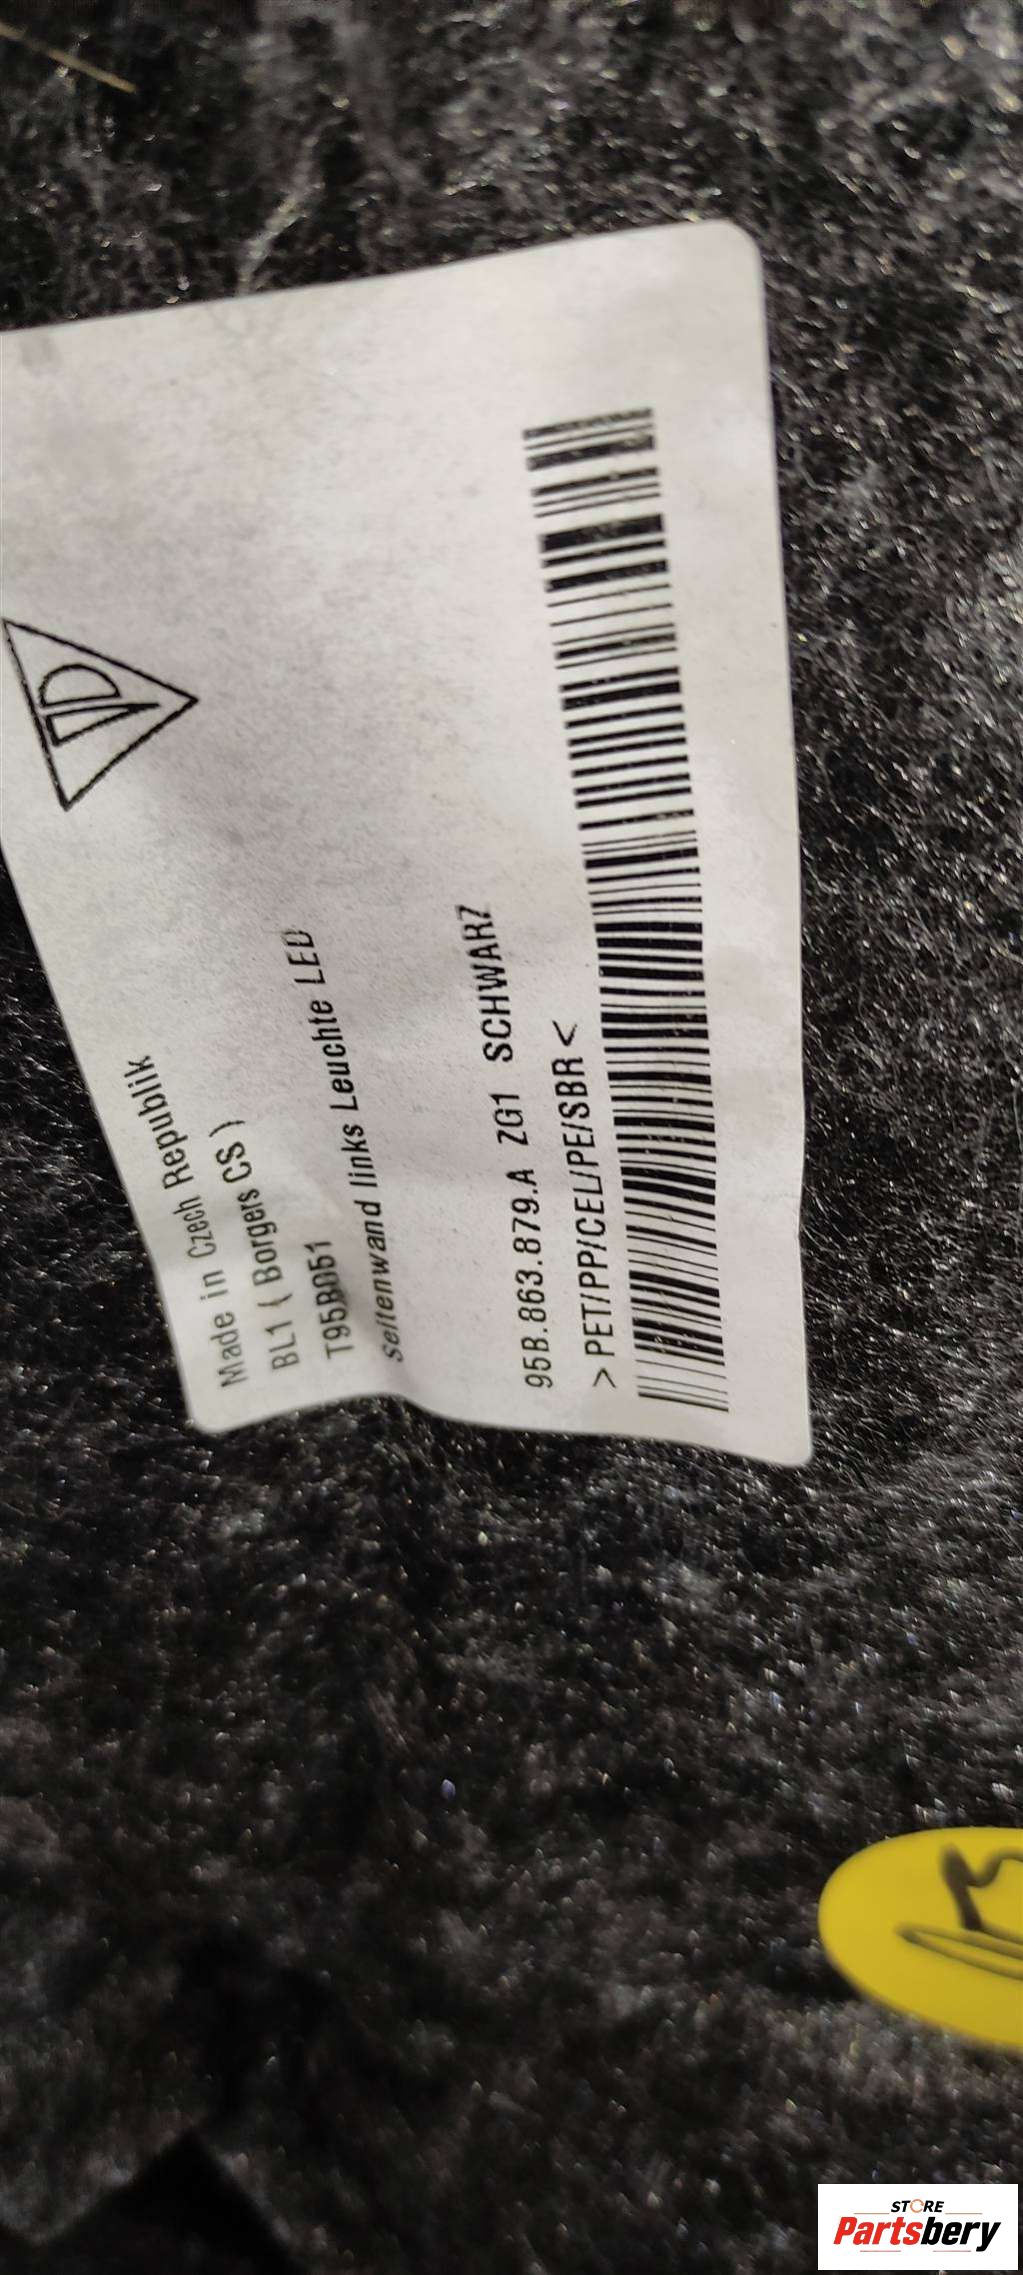 Made in Czech Republik
BL1 ( Borgers CS )
T95B051
seitenwand links Leuchte LED
95B.863.879.A ZG1 SCHWARZ
>PET/PP/CEL/PE/SBR<
STORE
Partsbery